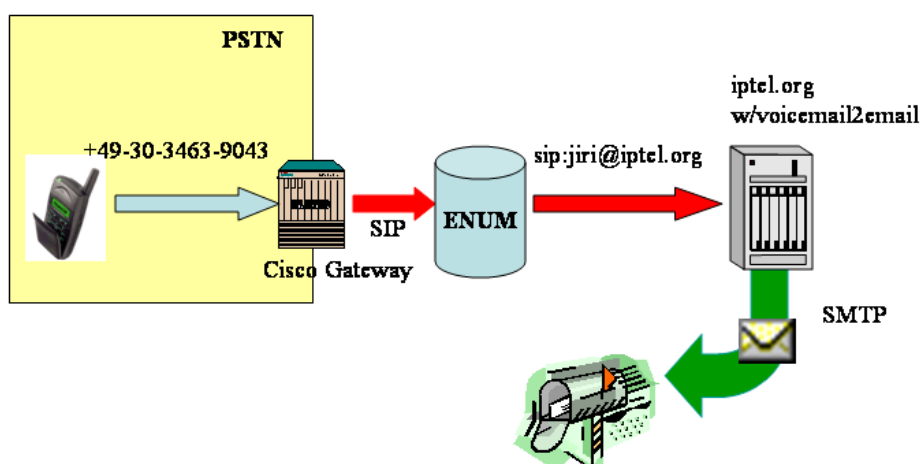 PSTN
iptel.org
w/voicemail2email
+49-30-3463-9043
sip:jiri@iptel.org
SIP
ENUM
Cisco Gateway
SMTP